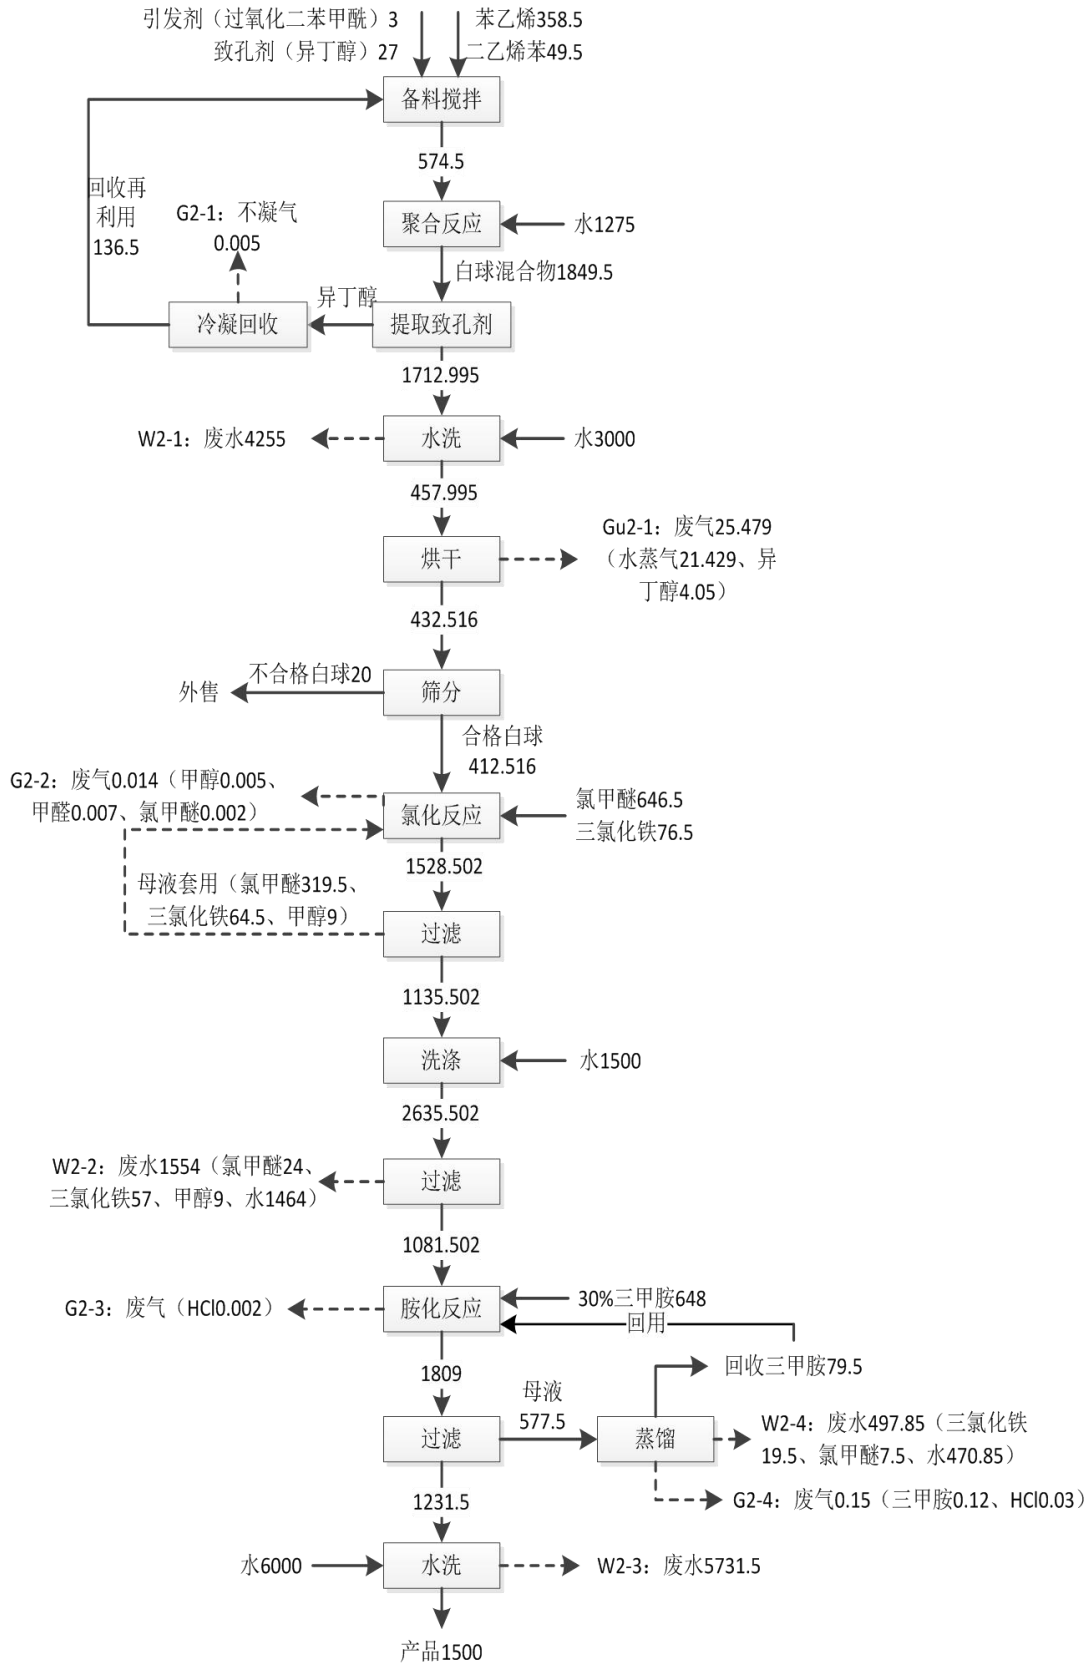 引发剂（过氧化二苯甲酰）3
苯乙烯358.5
致孔剂（异丁醇）27
二乙烯苯49.5
备料搅拌
574.5
回收再
利用
136.5
G2-1：不凝气
0.005
聚合反应
水1275
白球混合物1849.5
异丁醇
冷凝回收
提取致孔剂
1712.995
W2-1：废水4255
水洗
水3000
457.995
烘干
Gu2-1：废气25.479
（水蒸气21.429、异
丁醇4.05）
432.516
不合格白球20
外售
筛分
合格白球
412.516
G2-2：废气0.014（甲醇0.005、
甲醛0.007、氯甲醚0.002）
氯化反应
氯甲醚646.5
三氯化铁76.5
1528.502
母液套用（氯甲醚319.5、
三氯化铁64.5、甲醇9）
过滤
1135.502
洗涤
水1500
2635.502
W2-2：废水1554（氯甲醚24、
三氯化铁57、甲醇9、水1464）
过滤
1081.502
G2-3：废气（HCl0.002）
胺化反应
30%三甲胺648
回用
1809
回收三甲胺79.5
母液
577.5
过滤
蒸馏
W2-4：废水497.85（三氯化铁
19.5、氯甲醚7.5、水470.85）
G2-4：废气0.15（三甲胺0.12、HCl0.03）
1231.5
水6000
水洗
W2-3：废水5731.5
产品1500